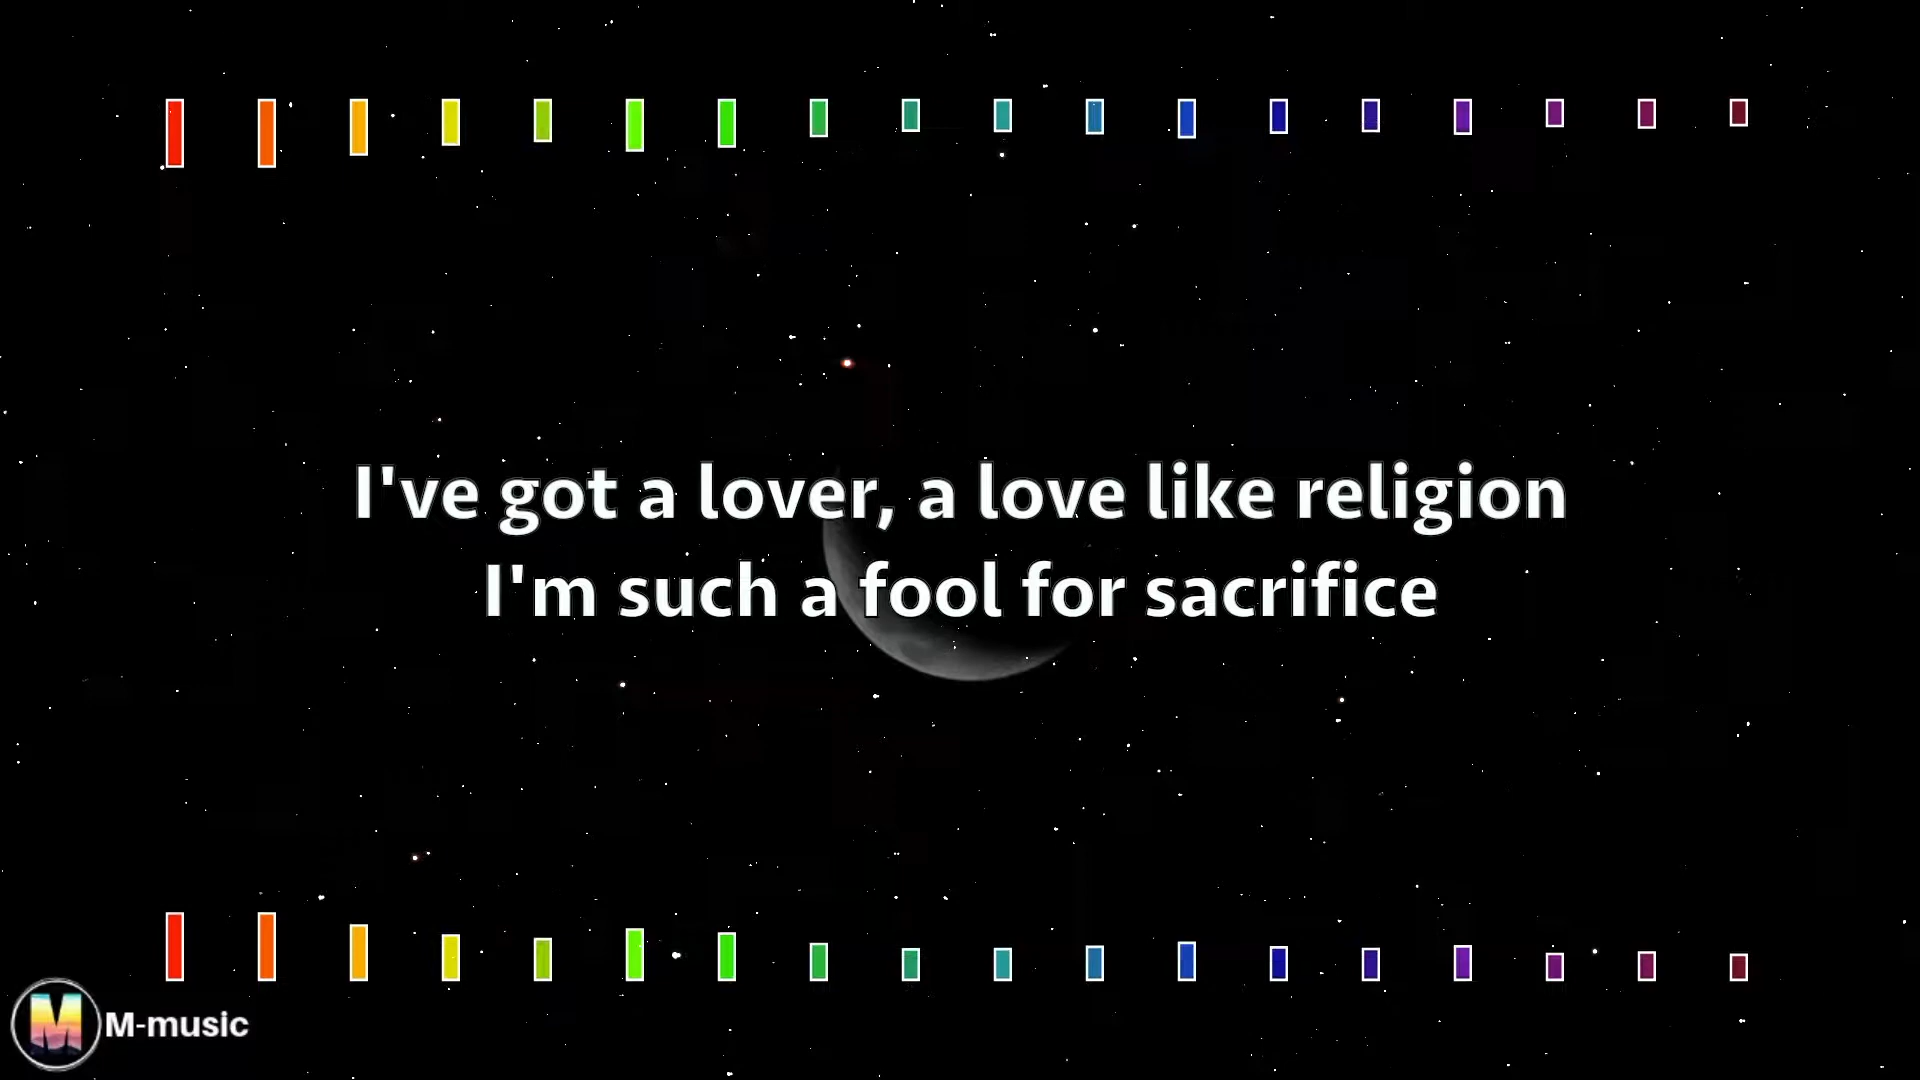 I've got a lover, a love like religion
I'm such a fool for sacrifice
M M-music